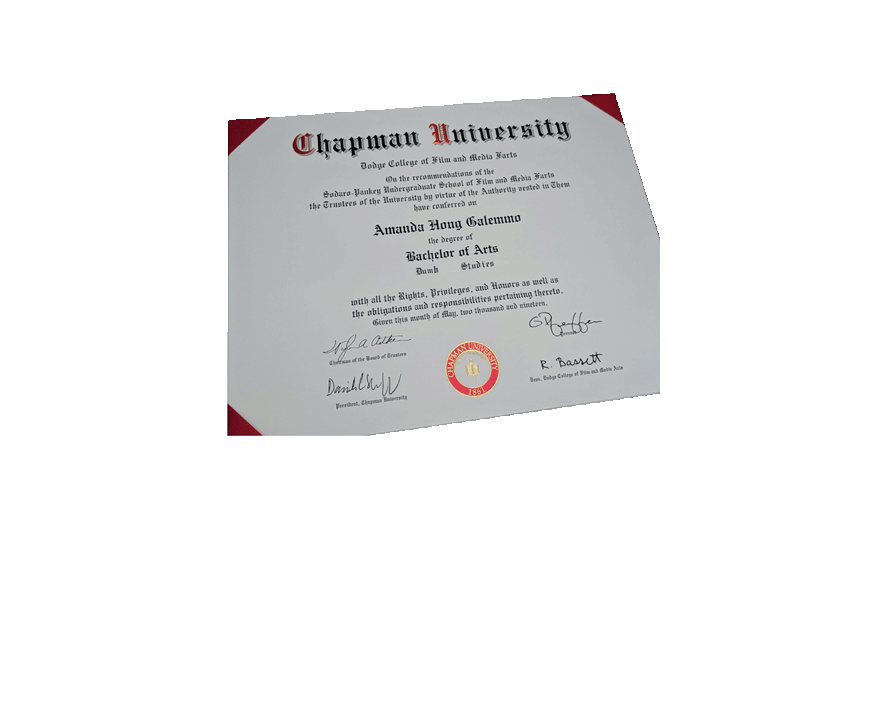 Chapman University
Dodge College of Film and Media Farts
On the recommendations of the
Sodaro-Pankey Undergraduate School of Film and Media Farts
the Trustees of the University by virtue of the Authority vested in Them
have conferred on
Amanda Hong Galemmo
the degree of
Bachelor of Arts
Dumb Studies
with all the Rights, Privileges, and Honors as well as
the obligations and responsibilities pertaining thereto.
Given this month of May, two thousand and nineteen.
Chairman of the Board of Trustees
President, Chapman University
CHAPMAN UNIVERSITY
1861
R. Bassett
Dean, Dodge College of Film and Media Arts